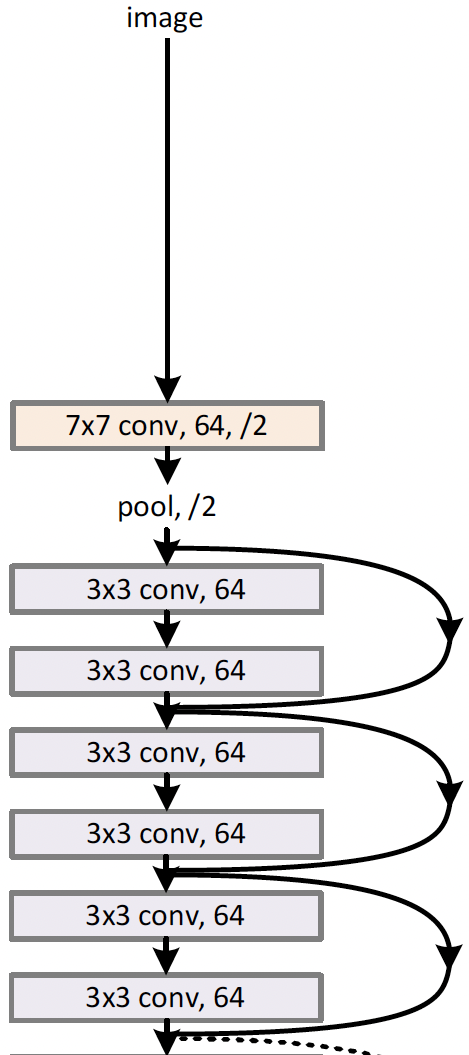 image
7x7 conv, 64, /2
pool, /2
3x3 conv, 64
3x3 conv, 64
3x3 conv, 64
3x3 conv, 64
3x3 conv, 64
3x3 conv, 64